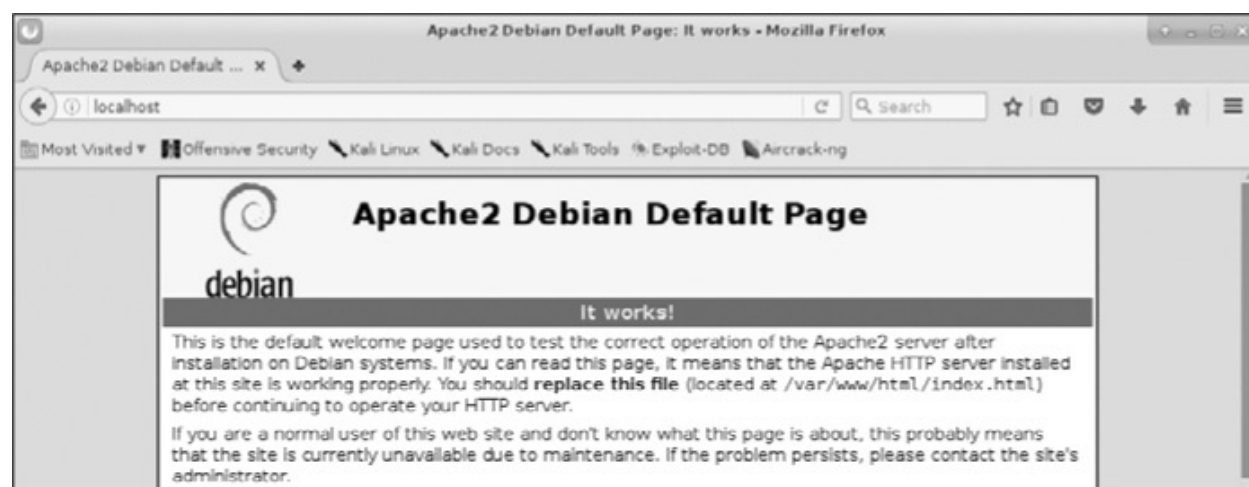 Apache2 Debian Default Page: It works - Mozilla Firefox
Apache2 Debian Default ...
localhost
Search
Most Visited Offensive Security Kali Linux Kali Docs Kali Tools Exploit-DB Aircrack-ng
Apache2 Debian Default Page
debian
It works!
This is the default welcome page used to test the correct operation of the Apache2 server after
installation on Debian systems. If you can read this page, it means that the Apache HTTP server installed
at this site is working properly. You should replace this file (located at /var/www/html/index.html)
before continuing to operate your HTTP server.
If you are a normal user of this web site and don't know what this page is about, this probably means
that the site is currently unavailable due to maintenance. If the problem persists, please contact the site's
administrator.